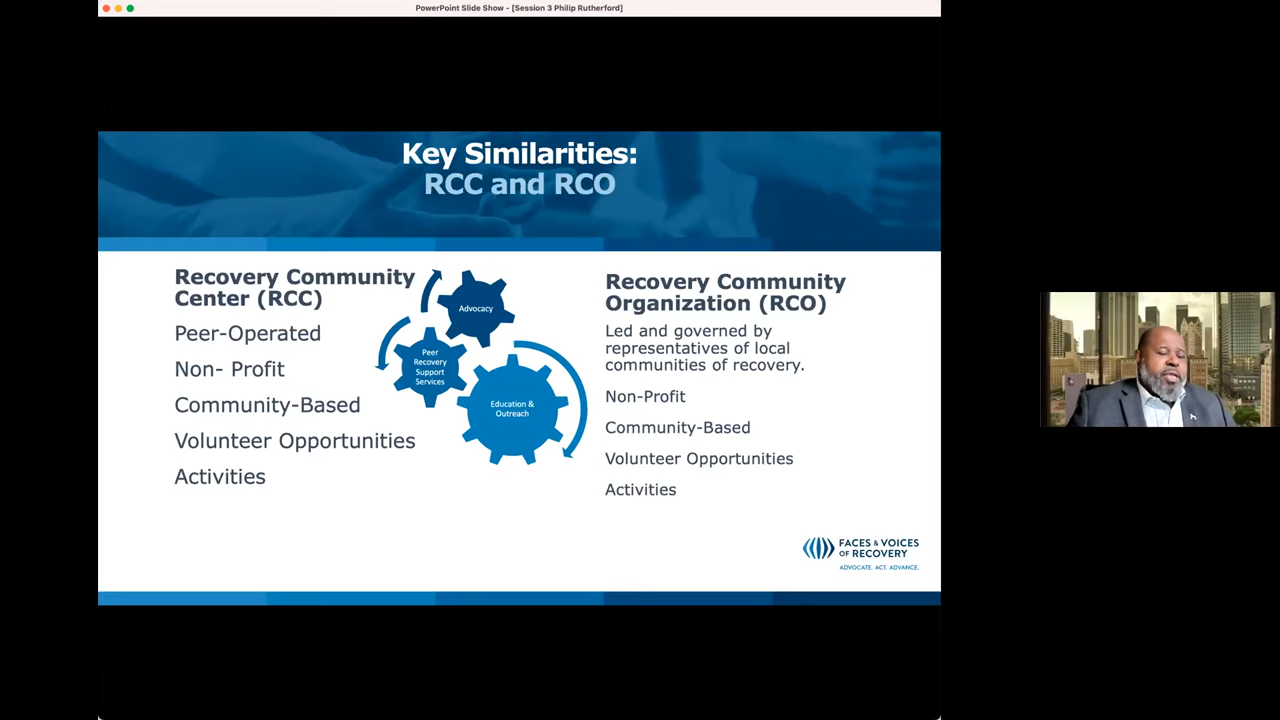 PowerPoint Slide Show - [Session 3 Philip Rutherford]
Key Similarities:
RCC and RCO
Recovery Community
Center (RCC)
Peer-Operated
Non- Profit
Community-Based
Volunteer Opportunities
Activities
Advocacy
Peer
Recovery
Support
Services
Education &
Outreach
Recovery Community
Organization (RCO)
Led and governed by
representatives of local
communities of recovery.
Non-Profit
Community-Based
Volunteer Opportunities
Activities
FACES & VOICES
OF RECOVERY
ADVOCATE. ACT. ADVANCE.